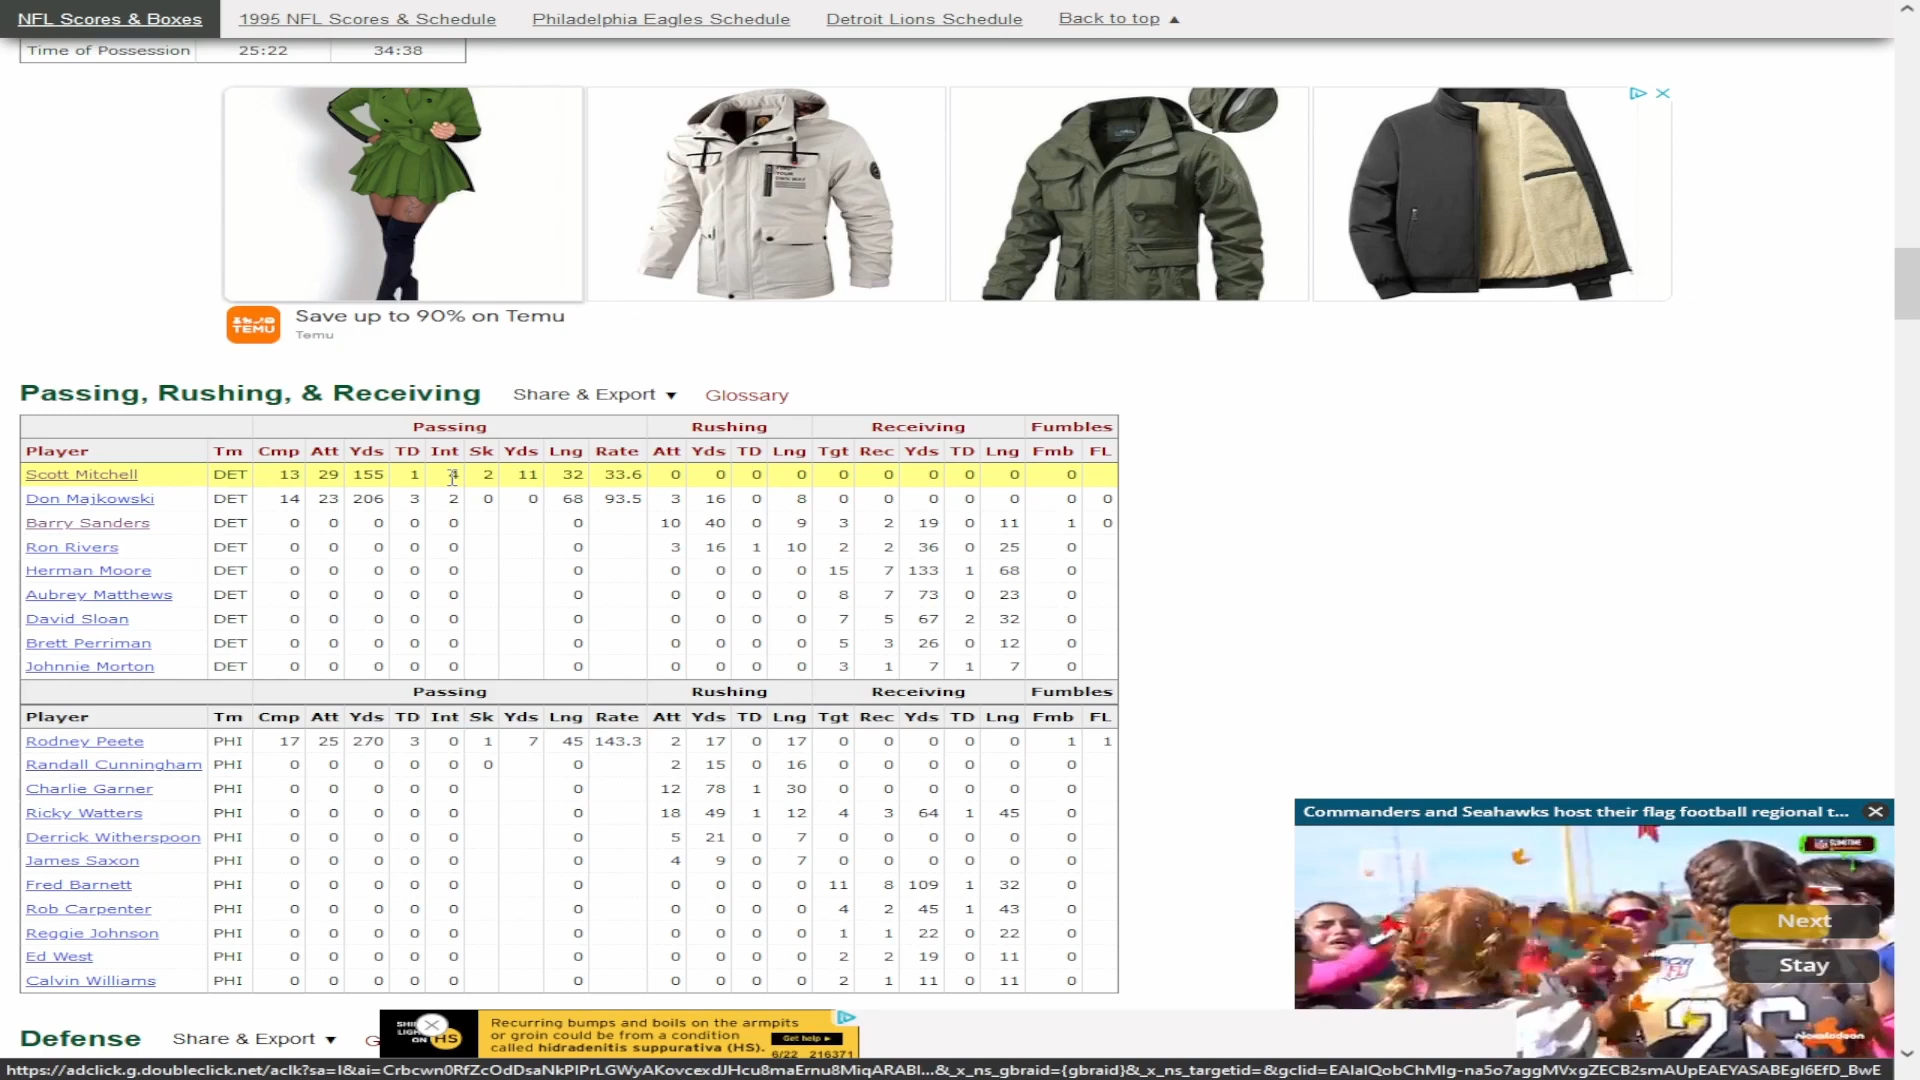 NFL Scores & Boxes 1995 NFL Scores & Schedule Philadelphia Eagles Schedule Detroit Lions Schedule Back to top ▲
Time of Possession 25:22 34:38
TEMU
Save up to 90% on Temu
Temu
Passing, Rushing, & Receiving Share & Export ▼ Glossary
Passing Rushing Receiving Fumbles
Player Tm Cmp Att Yds TD Int Sk Yds Lng Rate Att Yds TD Lng Tgt Rec Yds TD Lng Fmb FL
Scott Mitchell DET 13 29 155 1 4 2 11 32 33.6 0 0 0 0 0 0 0 0 0 0
Don Majkowski DET 14 23 206 3 2 0 0 68 93.5 3 16 0 8 0 0 0 0 0 0 0
Barry Sanders DET 0 0 0 0 0 0 10 40 0 9 3 2 19 0 11 1 0
Ron Rivers DET 0 0 0 0 0 0 3 16 1 10 2 2 36 0 25 0
Herman Moore DET 0 0 0 0 0 0 0 0 0 0 15 7 133 1 68 0
Aubrey Matthews DET 0 0 0 0 0 0 0 0 0 0 8 7 73 0 23 0
David Sloan DET 0 0 0 0 0 0 0 0 0 0 7 5 67 2 32 0
Brett Perriman DET 0 0 0 0 0 0 0 0 0 0 5 3 26 0 12 0
Johnnie Morton DET 0 0 0 0 0 0 0 0 0 0 3 1 7 1 7 0
Passing Rushing Receiving Fumbles
Player Tm Cmp Att Yds TD Int Sk Yds Lng Rate Att Yds TD Lng Tgt Rec Yds TD Lng Fmb FL
Rodney Peete PHI 17 25 270 3 0 1 7 45 143.3 2 17 0 17 0 0 0 0 0 1 1
Randall Cunningham PHI 0 0 0 0 0 0 0 2 15 0 16 0 0 0 0 0 0
Charlie Garner PHI 0 0 0 0 0 0 12 78 1 30 0 0 0 0 0 0
Ricky Watters PHI 0 0 0 0 0 0 18 49 1 12 4 3 64 1 45 0
Derrick Witherspoon PHI 0 0 0 0 0 0 5 21 0 7 0 0 0 0 0 0
James Saxon PHI 0 0 0 0 0 0 4 9 0 7 0 0 0 0 0 0
Fred Barnett PHI 0 0 0 0 0 0 0 0 0 0 11 8 109 1 32 0
Rob Carpenter PHI 0 0 0 0 0 0 0 0 0 0 4 2 45 1 43 0
Reggie Johnson PHI 0 0 0 0 0 0 0 0 0 0 1 1 22 0 22 0
Ed West PHI 0 0 0 0 0 0 0 0 0 0 2 2 19 0 11 0
Calvin Williams PHI 0 0 0 0 0 0 0 0 0 0 2 1 11 0 11 0
Commanders and Seahawks host their flag football regional t...
Next
Stay
26
nickelodeon
Defense Share & Export ▼ G
HS
Recurring bumps and boils on the armpits
or groin could be from a condition
called hidradenitis suppurativa (HS).
Get help ►
6/22 216371